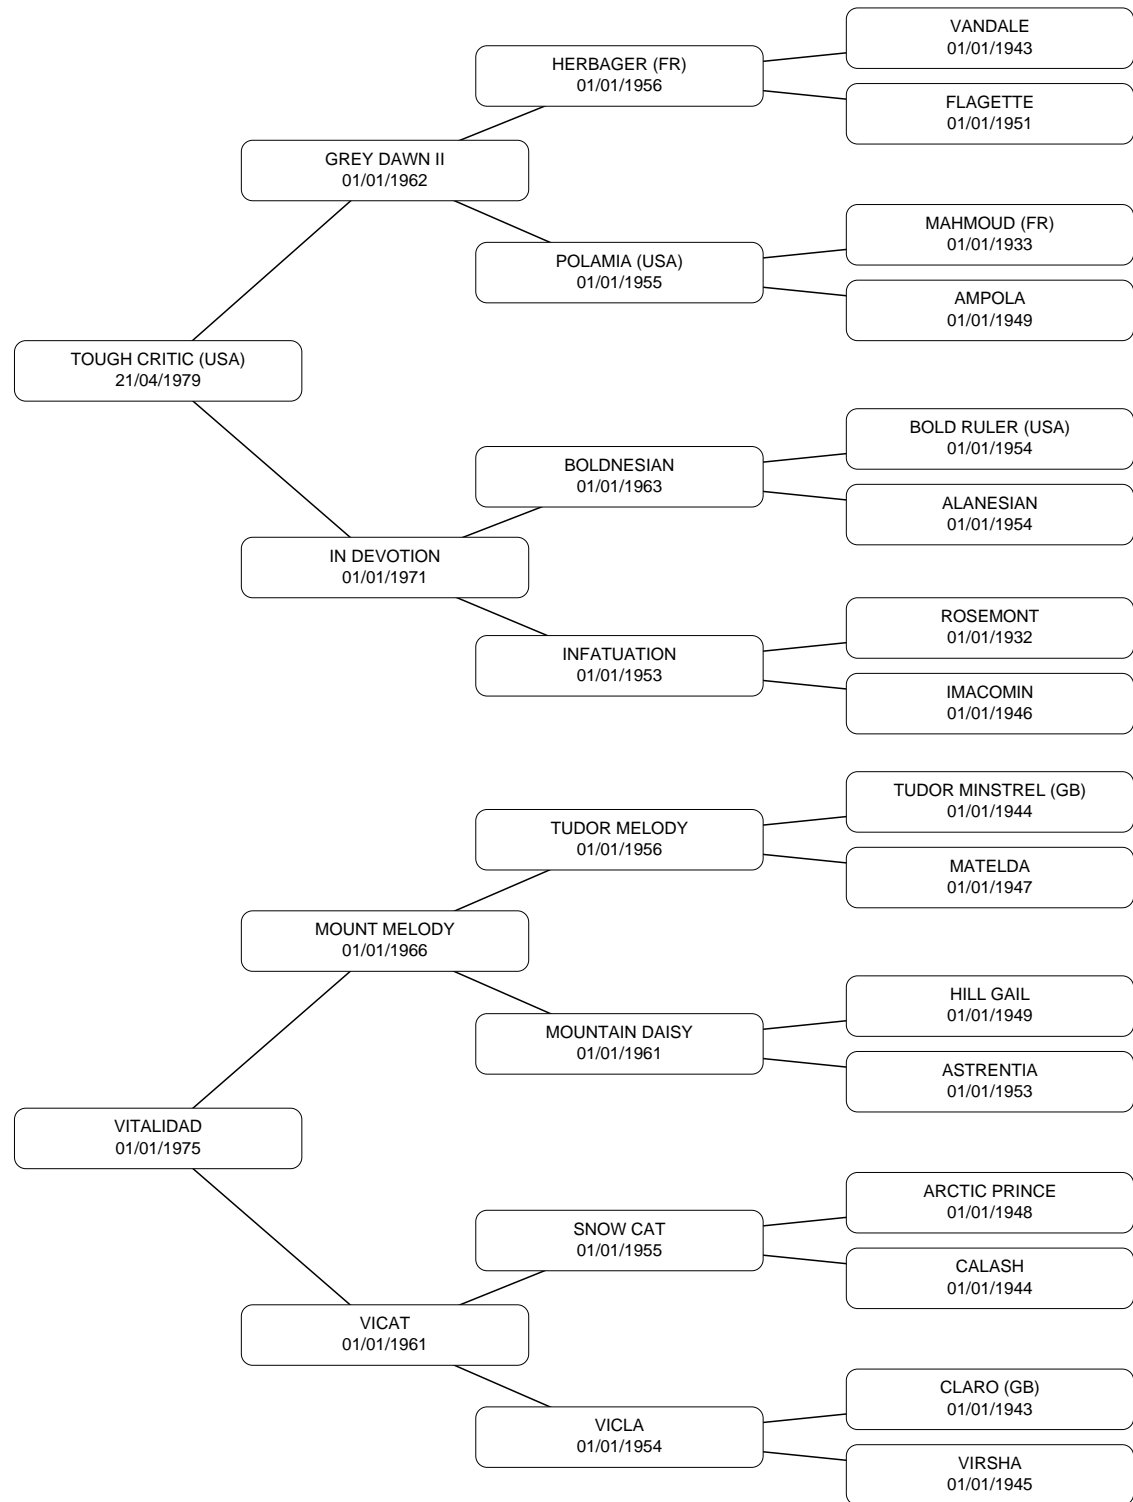 VANDALE
01/01/1943
HERBAGER (FR)
01/01/1956
FLAGETTE
01/01/1951
GREY DAWN II
01/01/1962
MAHMOUD (FR)
01/01/1933
POLAMIA (USA)
01/01/1955
AMPOLA
01/01/1949
TOUGH CRITIC (USA)
21/04/1979
BOLD RULER (USA)
01/01/1954
BOLDNESIAN
01/01/1963
ALANESIAN
01/01/1954
IN DEVOTION
01/01/1971
ROSEMONT
01/01/1932
INFATUATION
01/01/1953
IMACOMIN
01/01/1946
TUDOR MINSTREL (GB)
01/01/1944
TUDOR MELODY
01/01/1956
MATELDA
01/01/1947
MOUNT MELODY
01/01/1966
HILL GAIL
01/01/1949
MOUNTAIN DAISY
01/01/1961
ASTRENTIA
01/01/1953
VITALIDAD
01/01/1975
ARCTIC PRINCE
01/01/1948
SNOW CAT
01/01/1955
CALASH
01/01/1944
VICAT
01/01/1961
CLARO (GB)
01/01/1943
VICLA
01/01/1954
VIRSHA
01/01/1945